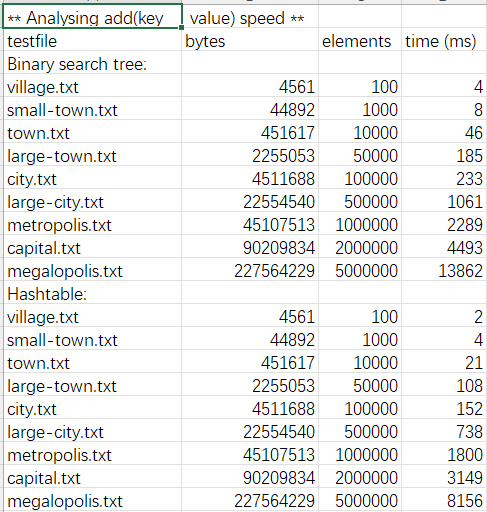 ** Analysing add(key value) speed **
testfile bytes elements time (ms)
Binary search tree:
village.txt 4561 100 4
small-town.txt 44892 1000 8
town.txt 451617 10000 46
large-town.txt 2255053 50000 185
city.txt 4511688 100000 233
large-city.txt 22554540 500000 1061
metropolis.txt 45107513 1000000 2289
capital.txt 90209834 2000000 4493
megalopolis.txt 227564229 5000000 13862
Hashtable:
village.txt 4561 100 2
small-town.txt 44892 1000 4
town.txt 451617 10000 21
large-town.txt 2255053 50000 108
city.txt 4511688 100000 152
large-city.txt 22554540 500000 738
metropolis.txt 45107513 1000000 1800
capital.txt 90209834 2000000 3149
megalopolis.txt 227564229 5000000 8156